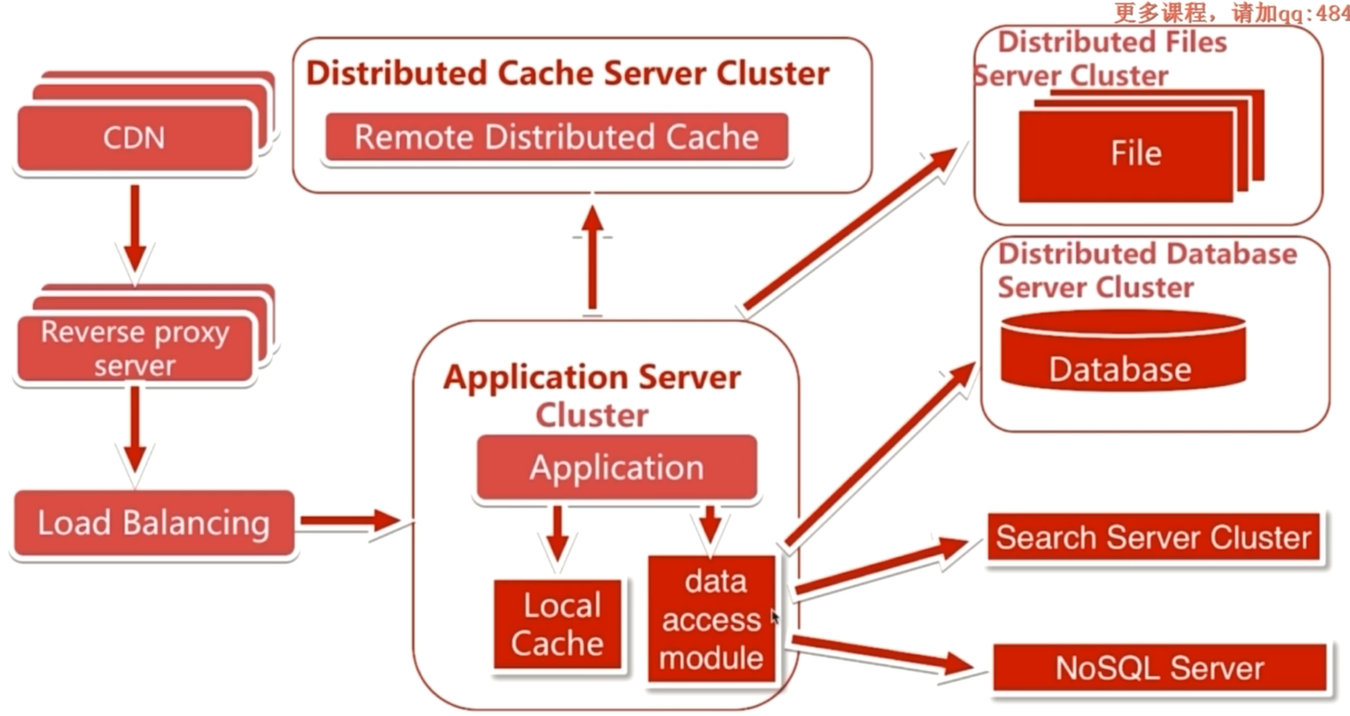 更多课程，请加qq:484
CDN
Reverse proxy
server
Load Balancing
Distributed Cache Server Cluster
Remote Distributed Cache
Application Server
Cluster
Application
Local
Cache
data
access
module
Distributed Files
Server Cluster
File
Distributed Database
Server Cluster
Database
Search Server Cluster
NoSQL Server